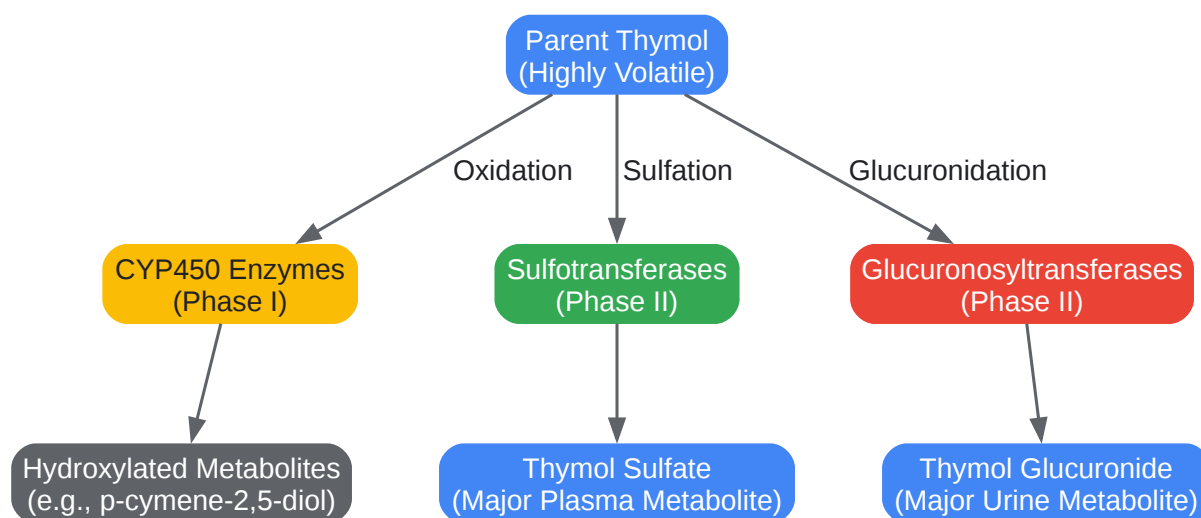 Parent Thymol
(Highly Volatile)
Oxidation
Sulfation
Glucuronidation
CYP450 Enzymes
(Phase I)
Sulfotransferases
(Phase II)
Glucuronosyltransferases
(Phase II)
Hydroxylated Metabolites
(e.g., p-cymene-2,5-diol)
Thymol Sulfate
(Major Plasma Metabolite)
Thymol Glucuronide
(Major Urine Metabolite)